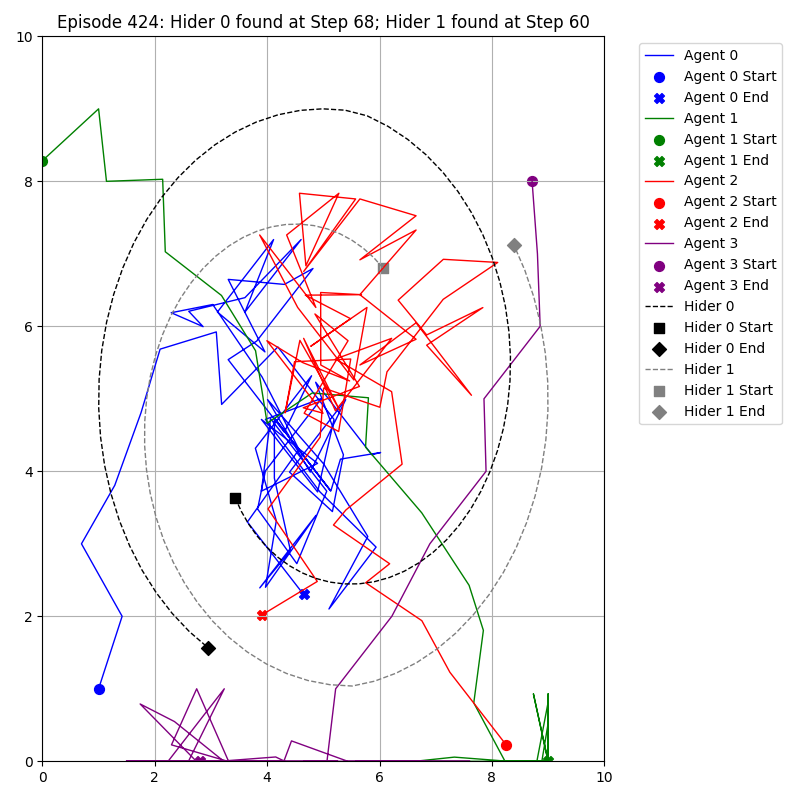 Episode 424: Hider 0 found at Step 68; Hider 1 found at Step 60
10
8
6
4
2
0
0 2 4 6 8 10
Agent 0
Agent 0 Start
Agent 0 End
Agent 1
Agent 1 Start
Agent 1 End
Agent 2
Agent 2 Start
Agent 2 End
Agent 3
Agent 3 Start
Agent 3 End
Hider 0
Hider 0 Start
Hider 0 End
Hider 1
Hider 1 Start
Hider 1 End